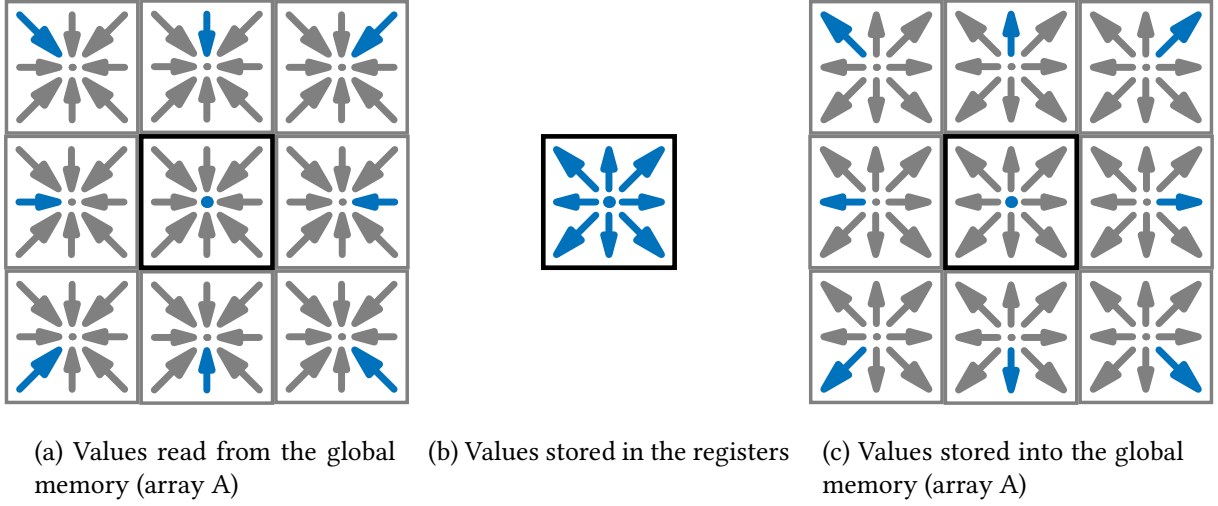 (a) Values read from the global
memory (array A)
(b) Values stored in the registers
(c) Values stored into the global
memory (array A)